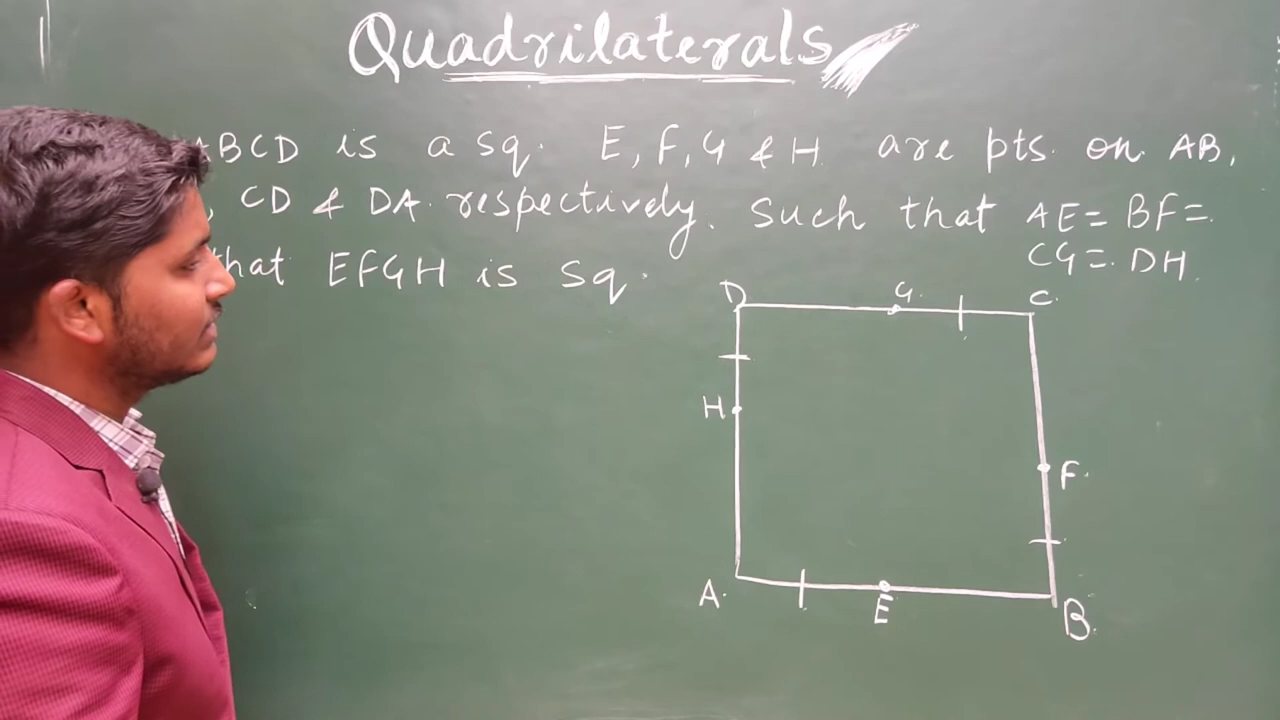 Quadrilaterals
ABCD is a sq. E, F, G & H are pts. on AB,
, CD & DA. respectively. Such that AE = BF =
CG = DH.
that EFGH is sq.
D
G.
C.
H
F.
A.
E
B.